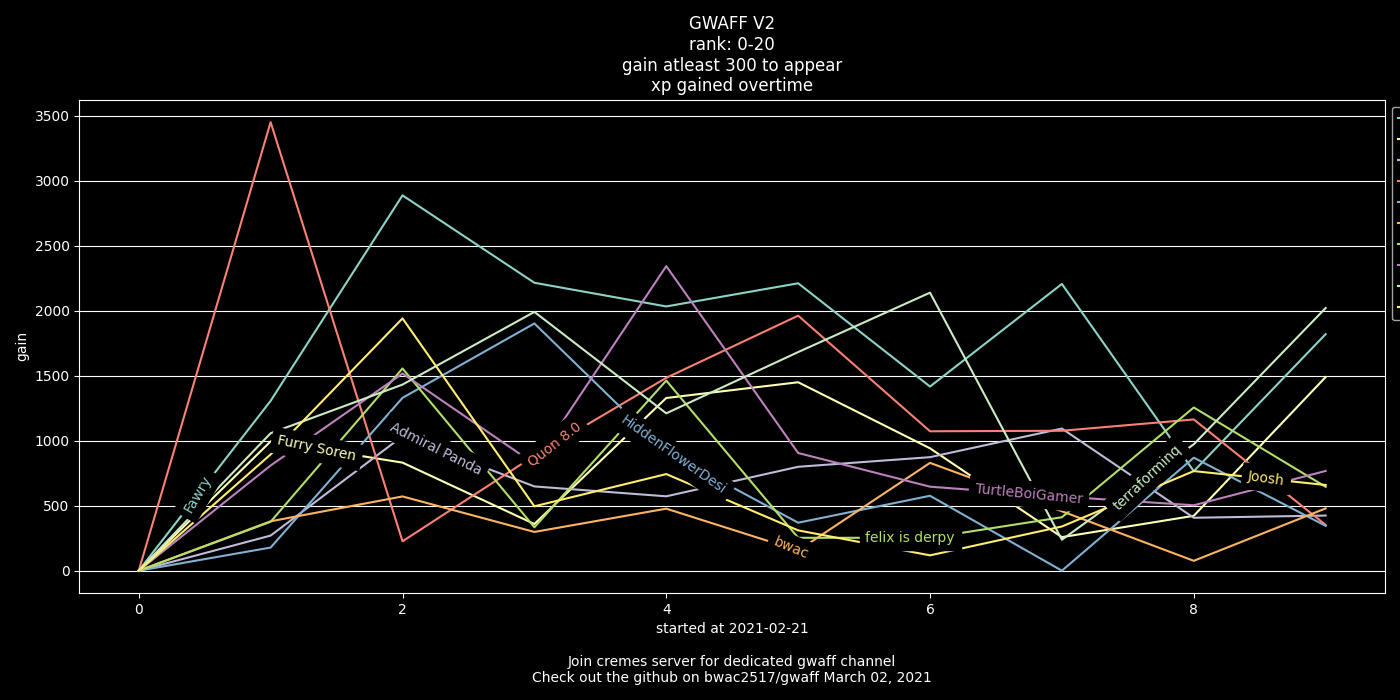 GWAFF V2
rank: 0-20
gain atleast 300 to appear
xp gained overtime
3500
3000
2500
2000
1500
1000
500
0
gain
rawry
Furry Soren
Admiral Panda
Quon 8.0
HiddenFlowerDesi
bwac
felix is derpy
TurtleBoiGamer
terraforming
Joosh
0
2
4
6
8
started at 2021-02-21
Join cremes server for dedicated gwaff channel
Check out the github on bwac2517/gwaff March 02, 2021